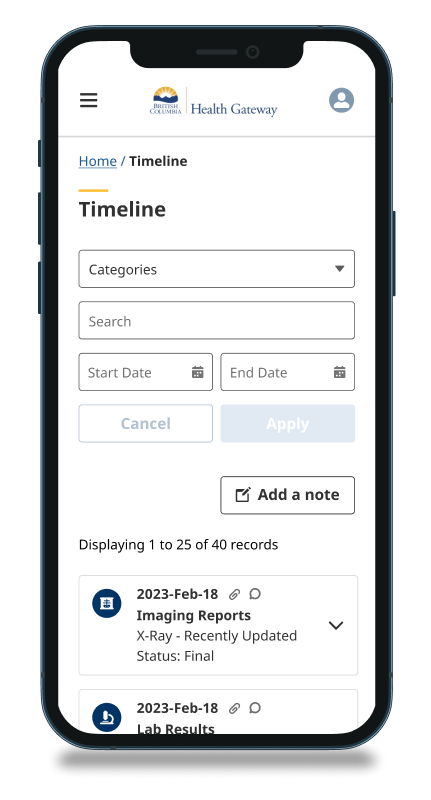 BRITISH
COLUMBIA
Health Gateway
Home / Timeline
Timeline
Categories
Search
Start Date
End Date
Cancel
Apply
Add a note
Displaying 1 to 25 of 40 records
2023-Feb-18
Imaging Reports
X-Ray - Recently Updated
Status: Final
2023-Feb-18
Lab Results